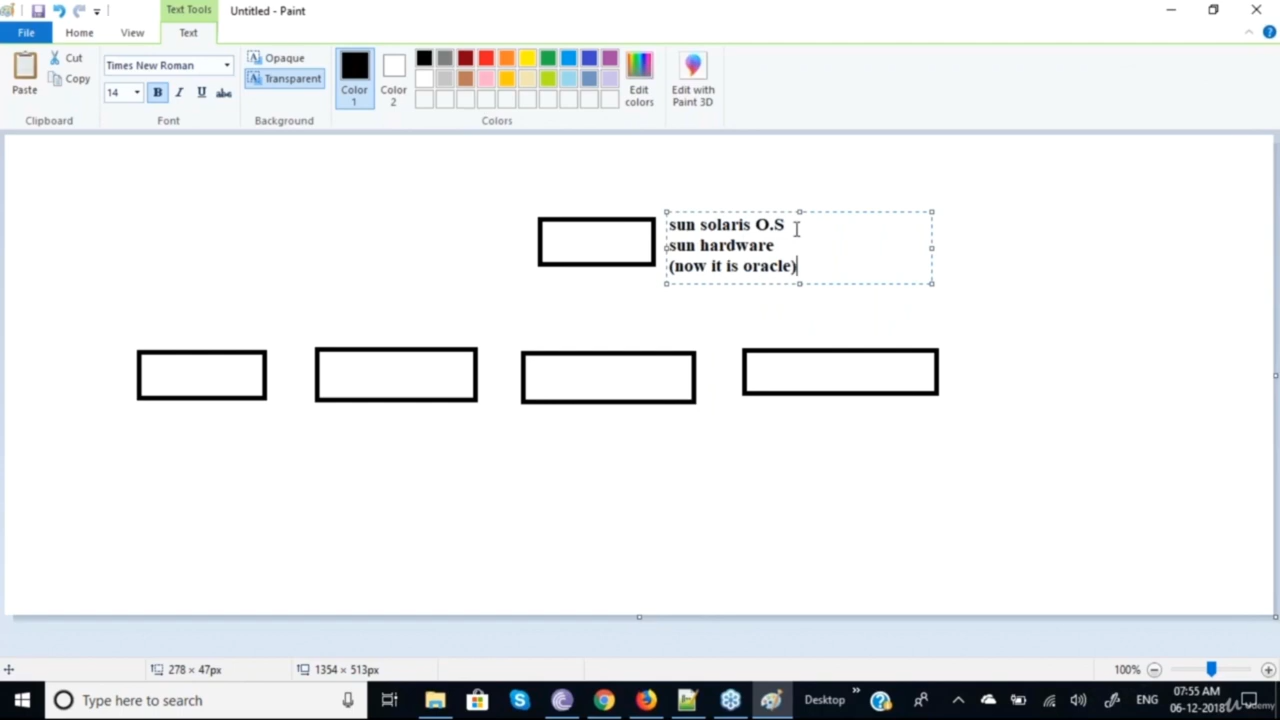 Text Tools
Untitled - Paint
File
Home
View
Text
Paste
Cut
Copy
Clipboard
Times New Roman
14
B
I
U
abc
Font
Opaque
Transparent
Background
Color 1
Color 2
Edit colors
Colors
Edit with Paint 3D
sun solaris O.S
sun hardware
(now it is oracle)
278 × 47px
1354 × 513px
100%
Type here to search
Desktop
ENG
07:55 AM
06-12-2018
Udemy